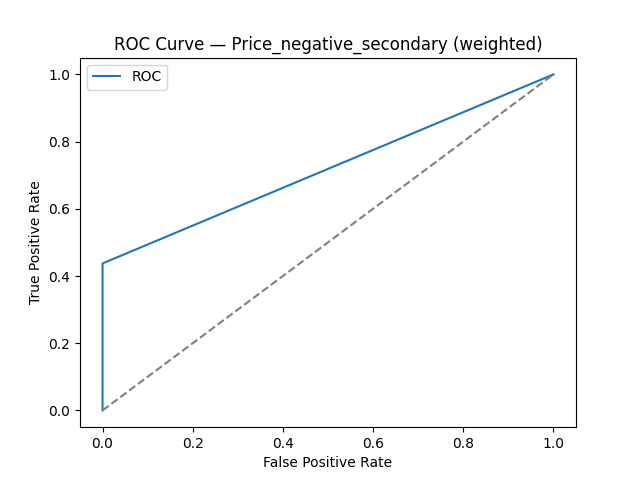 ROC Curve — Price_negative_secondary (weighted)
ROC
True Positive Rate
1.0
0.8
0.6
0.4
0.2
0.0
0.0 0.2 0.4 0.6 0.8 1.0
False Positive Rate